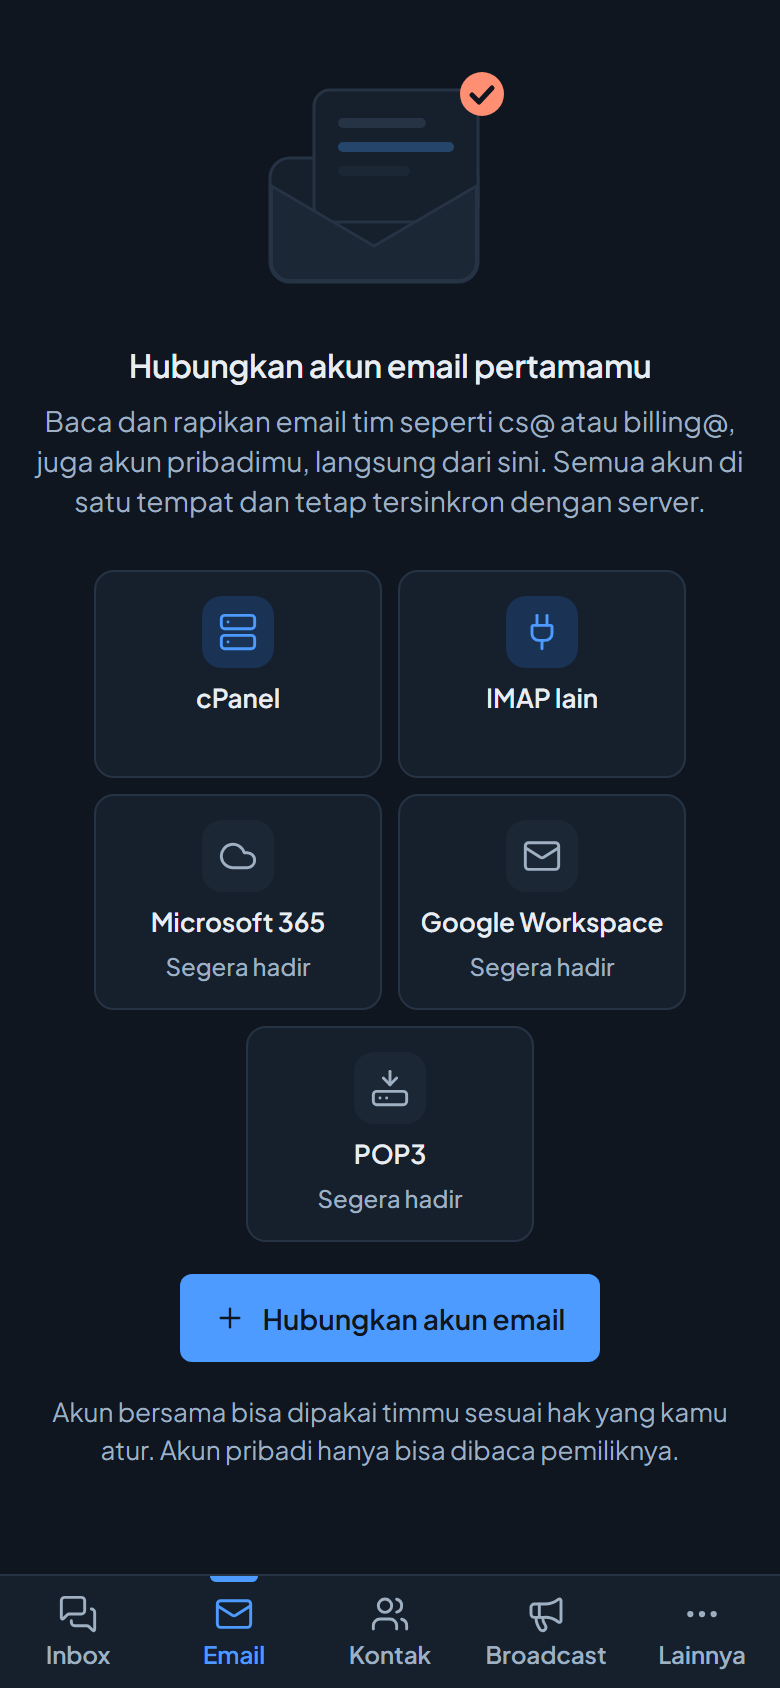 Hubungkan akun email pertamamu
Baca dan rapikan email tim seperti cs@ atau billing@,
juga akun pribadimu, langsung dari sini. Semua akun di
satu tempat dan tetap tersinkron dengan server.
cPanel
IMAP lain
Microsoft 365
Segera hadir
Google Workspace
Segera hadir
POP3
Segera hadir
Hubungkan akun email
Akun bersama bisa dipakai timmu sesuai hak yang kamu
atur. Akun pribadi hanya bisa dibaca pemiliknya.
Inbox
Email
Kontak
Broadcast
Lainnya